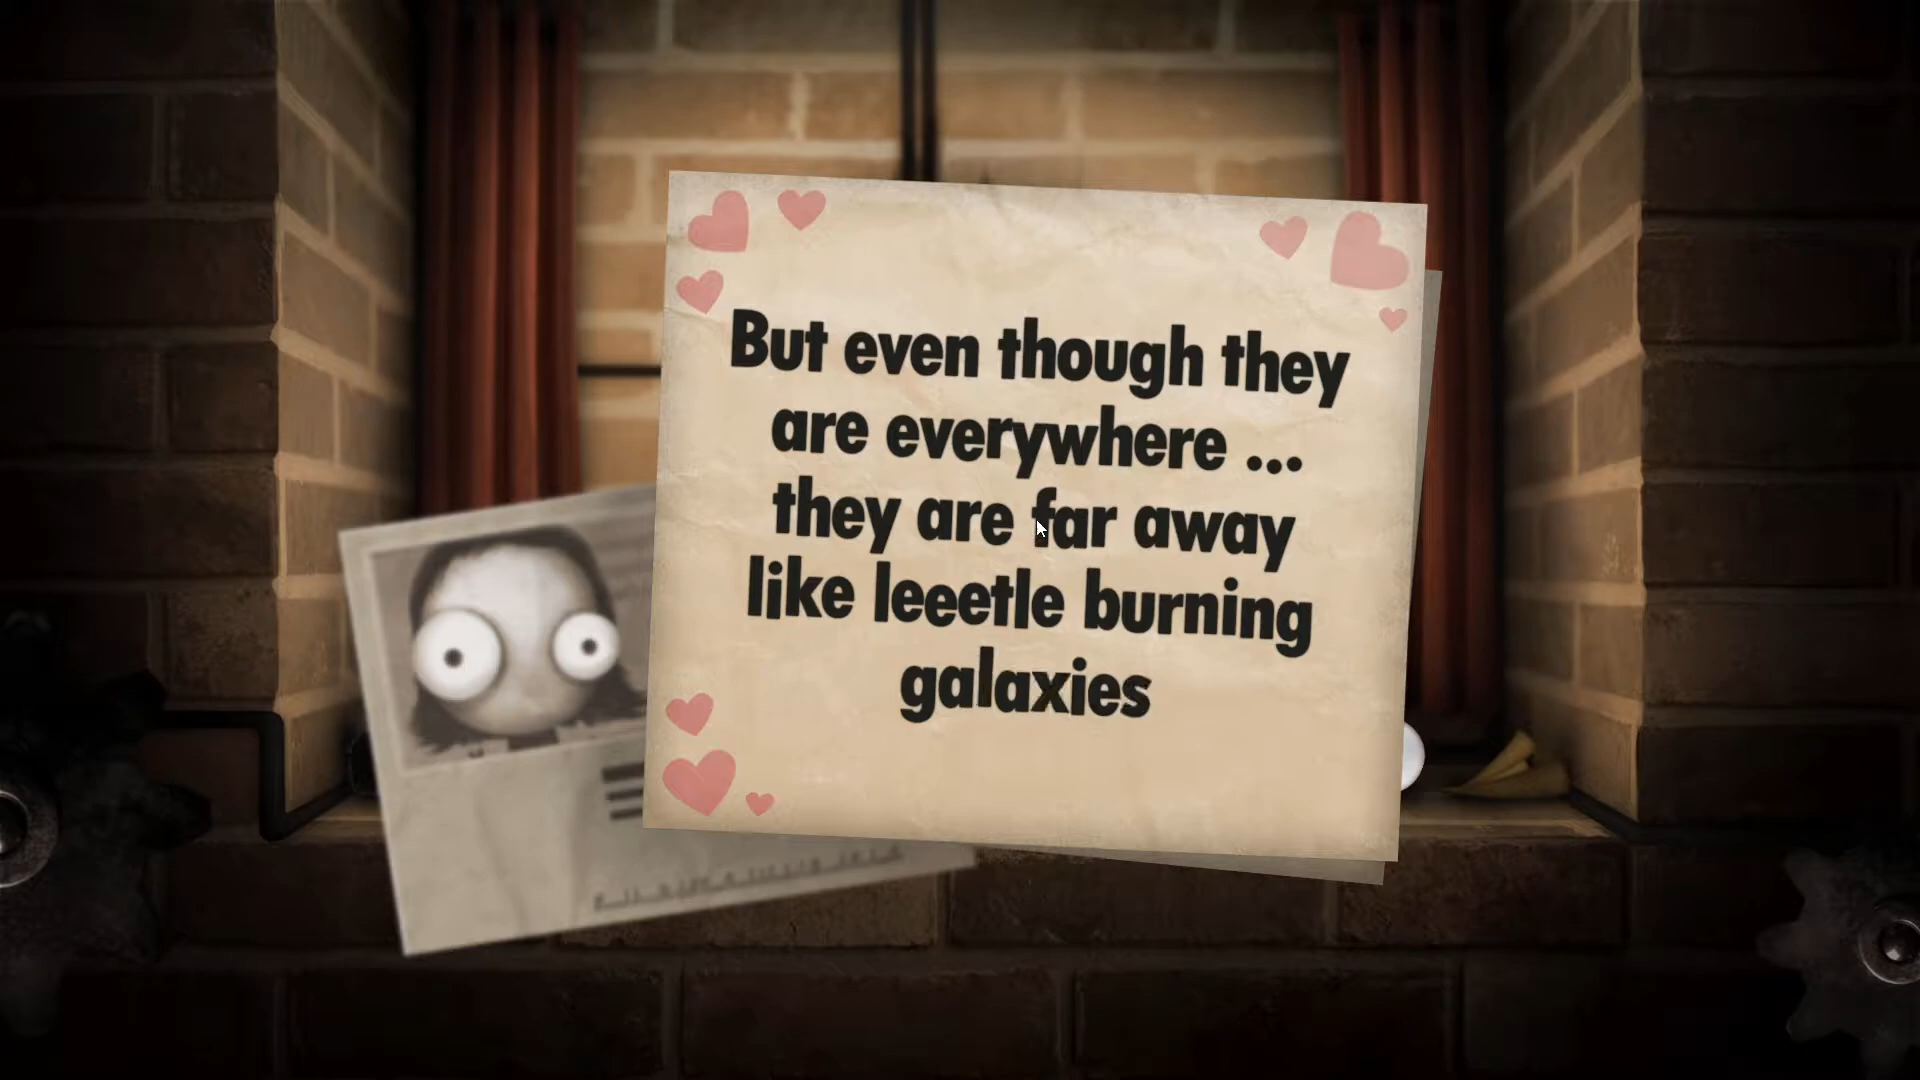 But even though they
are everywhere ...
they are far away
like leeetle burning
galaxies